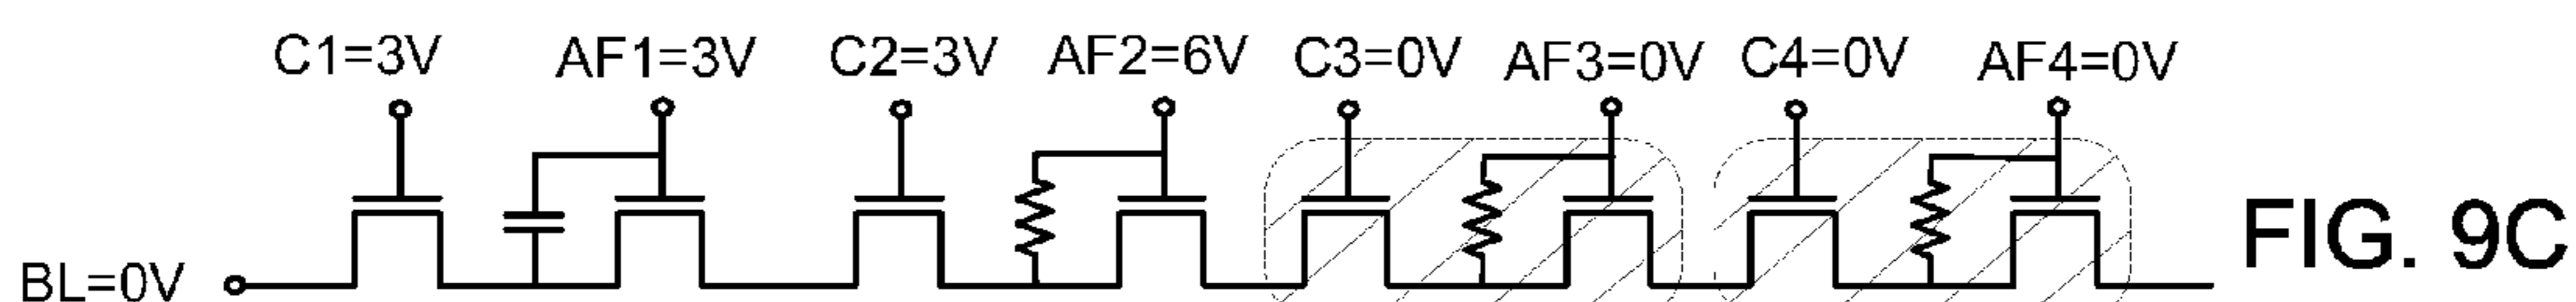 C1=3V AF1=3V C2=3V AF2=6V C3=0V AF3=0V C4=0V AF4=0V
BL=0V
FIG. 9C